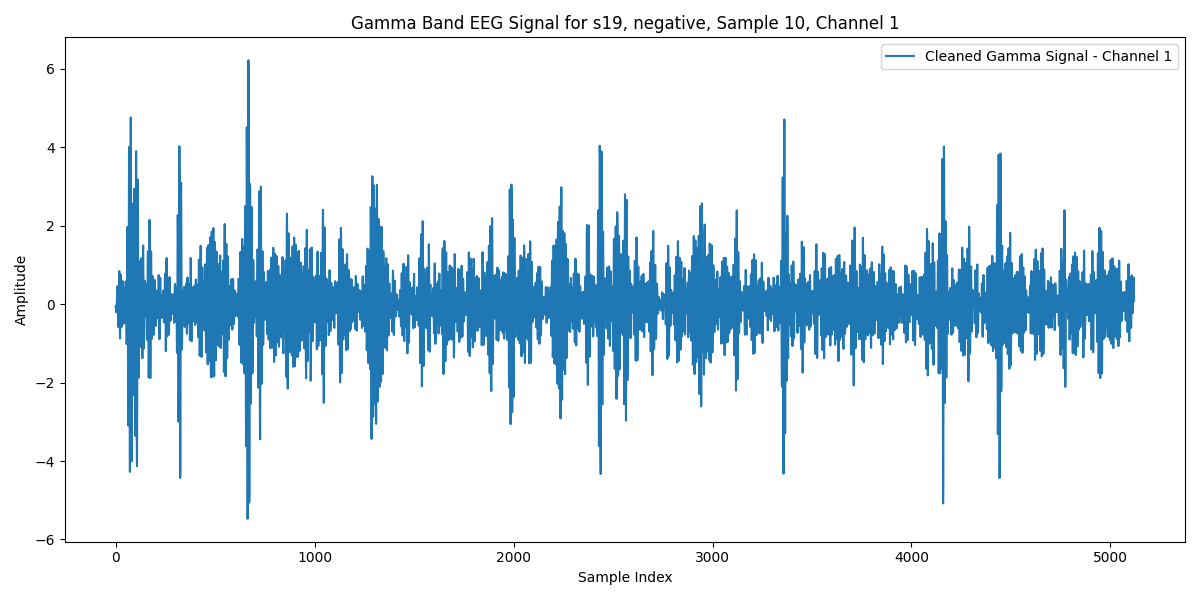 Gamma Band EEG Signal for s19, negative, Sample 10, Channel 1
Cleaned Gamma Signal - Channel 1
Amplitude
6
4
2
0
−2
−4
−6
0 1000 2000 3000 4000 5000
Sample Index